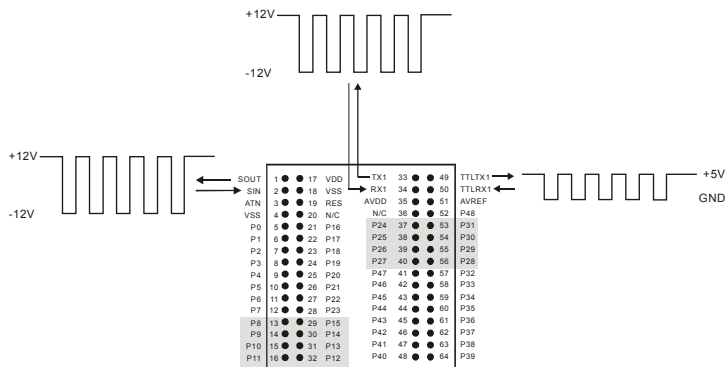 +12V
-12V
+12V
-12V
+5V
GND
SOUT 1 17 VDD TX1 33 49 TTLTX1
SIN 2 18 VSS RX1 34 50 TTLRX1
ATN 3 19 RES AVDD 35 51 AVREF
VSS 4 20 N/C N/C 36 52 P48
P0 5 21 P16 P24 37 53 P31
P1 6 22 P17 P25 38 54 P30
P2 7 23 P18 P26 39 55 P29
P3 8 24 P19 P27 40 56 P28
P4 9 25 P20 P47 41 57 P32
P5 10 26 P21 P46 42 58 P33
P6 11 27 P22 P45 43 59 P34
P7 12 28 P23 P44 44 60 P35
P8 13 29 P15 P43 45 61 P36
P9 14 30 P14 P42 46 62 P37
P10 15 31 P13 P41 47 63 P38
P11 16 32 P12 P40 48 64 P39